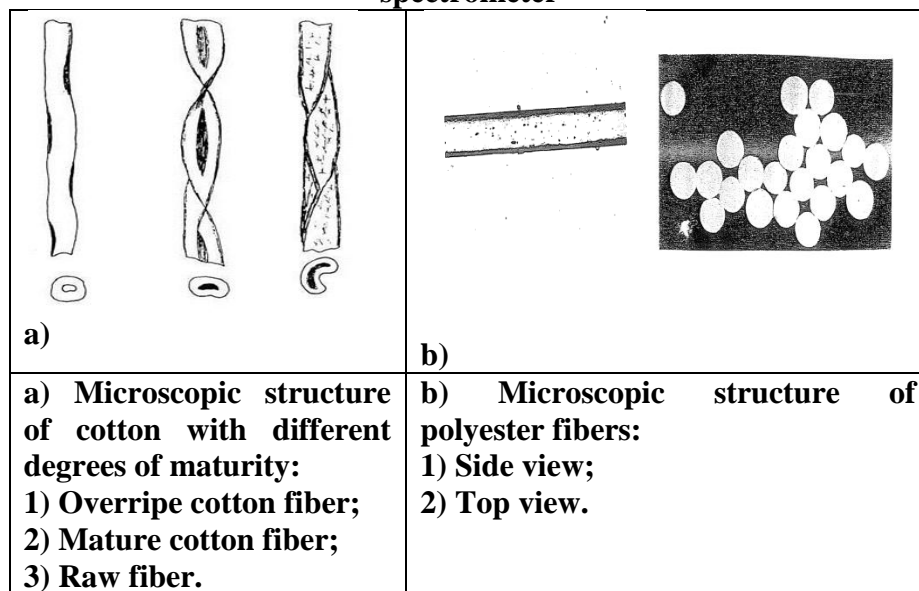 spectrometer
a)
b)
a) Microscopic structure
of cotton with different
degrees of maturity:
1) Overripe cotton fiber;
2) Mature cotton fiber;
3) Raw fiber.
b) Microscopic structure of
polyester fibers:
1) Side view;
2) Top view.